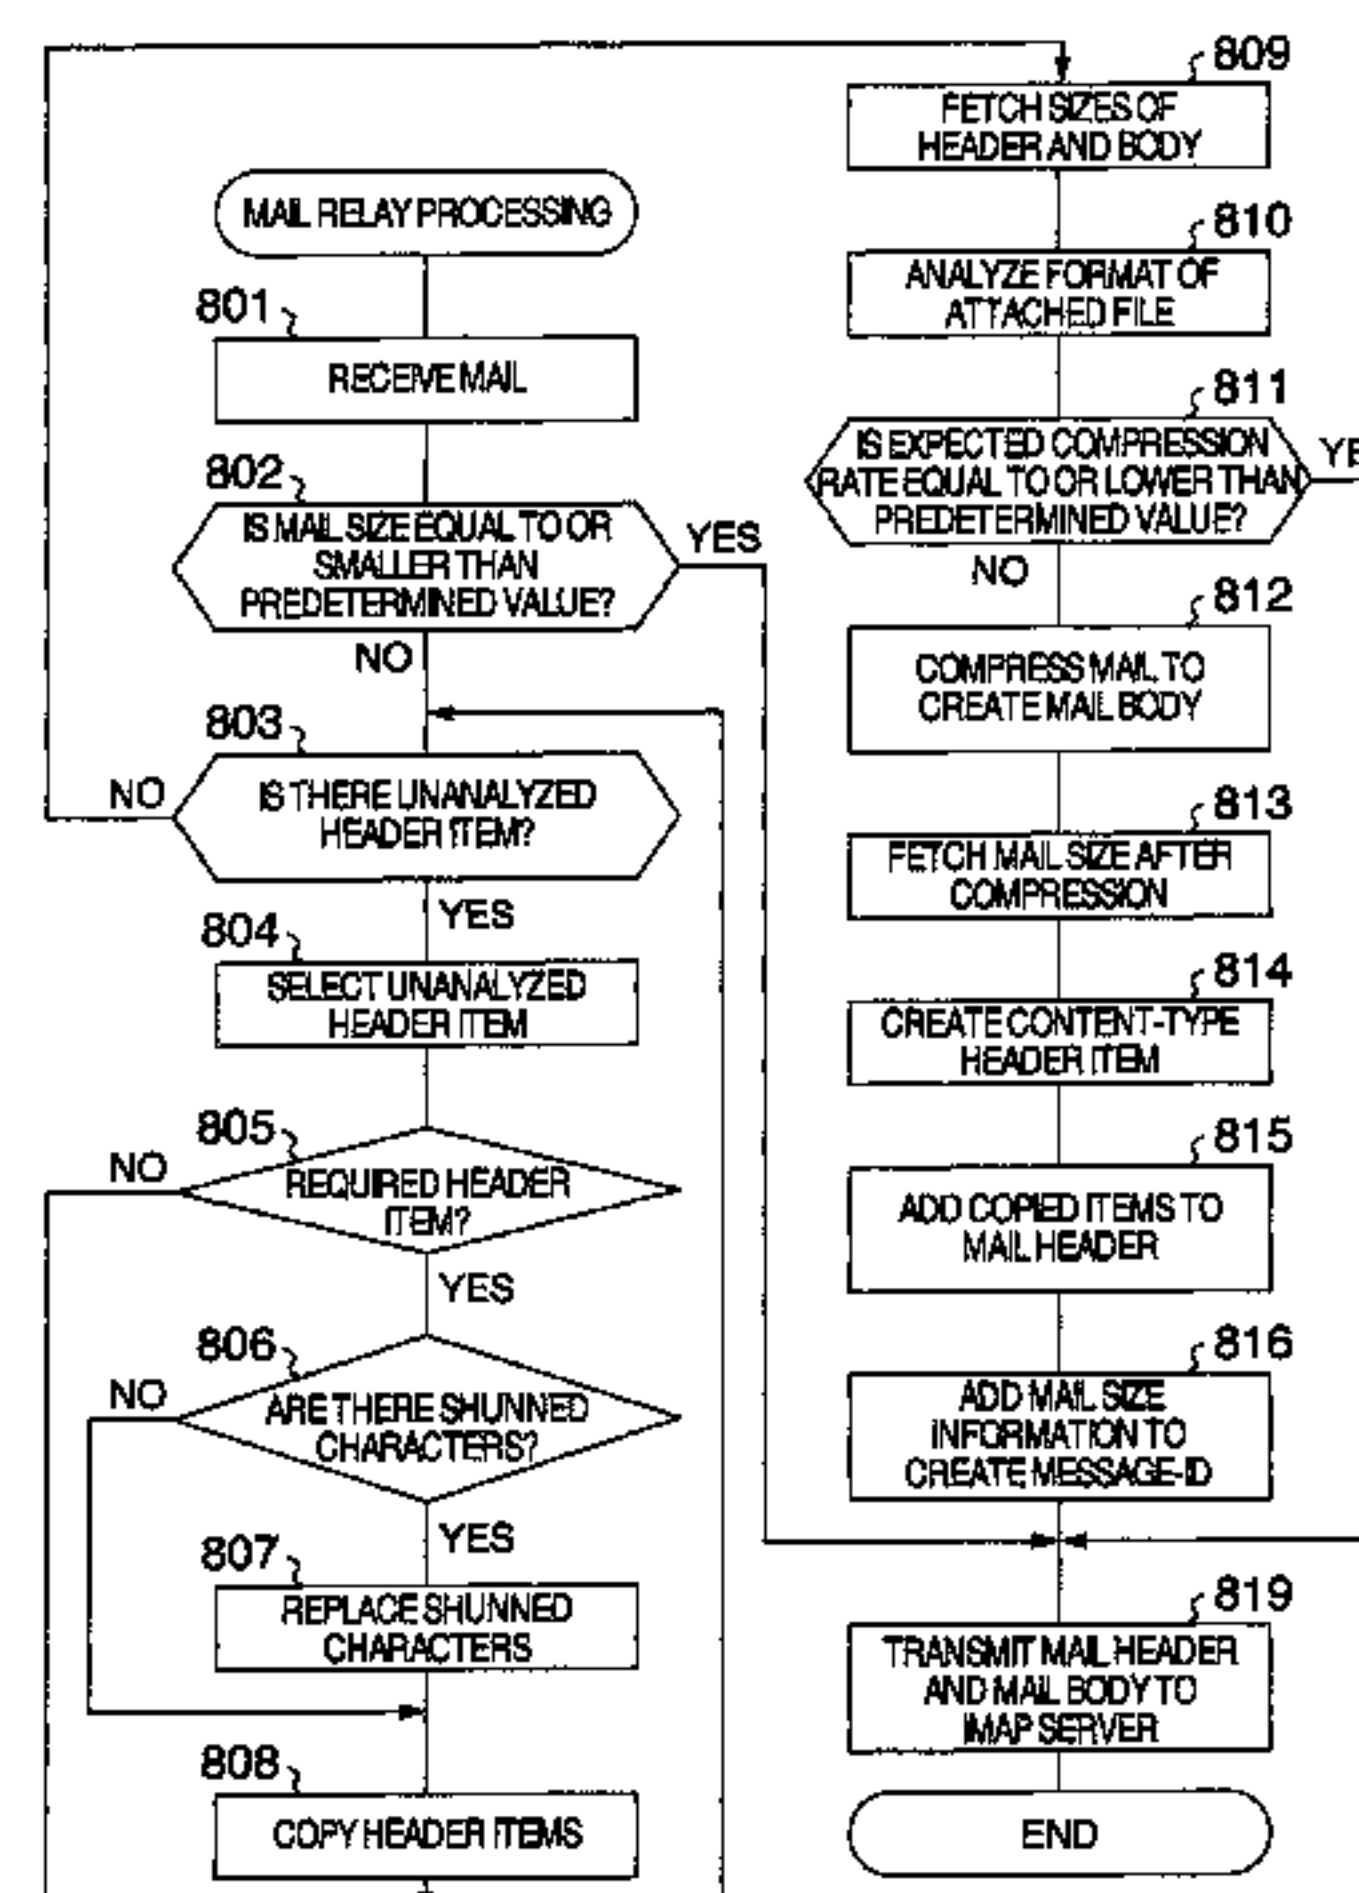 MAIL RELAY PROCESSING
801
RECEIVE MAIL
802
IS MAIL SIZE EQUAL TO OR
SMALLER THAN
PREDETERMINED VALUE?
YES
NO
803
IS THERE UNANALYZED
HEADER ITEM?
NO
YES
804
SELECT UNANALYZED
HEADER ITEM
805
REQUIRED HEADER
ITEM?
NO
YES
806
ARE THERE SHUNNED
CHARACTERS?
NO
YES
807
REPLACE SHUNNED
CHARACTERS
808
COPY HEADER ITEMS
809
FETCH SIZES OF
HEADER AND BODY
810
ANALYZE FORMAT OF
ATTACHED FILE
811
IS EXPECTED COMPRESSION
RATE EQUAL TO OR LOWER THAN
PREDETERMINED VALUE?
YE
NO
812
COMPRESS MAIL TO
CREATE MAIL BODY
813
FETCH MAIL SIZE AFTER
COMPRESSION
814
CREATE CONTENT-TYPE
HEADER ITEM
815
ADD COPIED ITEMS TO
MAIL HEADER
816
ADD MAIL SIZE
INFORMATION TO
CREATE MESSAGE-ID
819
TRANSMIT MAIL HEADER
AND MAIL BODY TO
IMAP SERVER
END